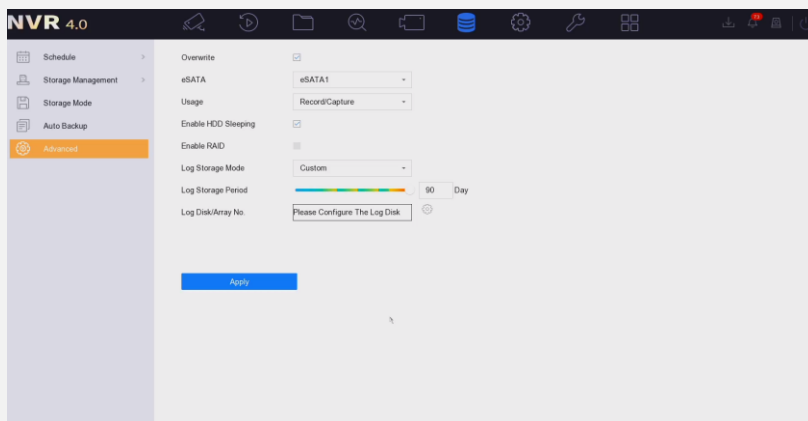 NVR 4.0
Schedule
Storage Management
Storage Mode
Auto Backup
Advanced
Overwrite
eSATA eSATA1
Usage Record/Capture
Enable HDD Sleeping
Enable RAID
Log Storage Mode Custom
Log Storage Period 90 Day
Log Disk/Array No. Please Configure The Log Disk
Apply